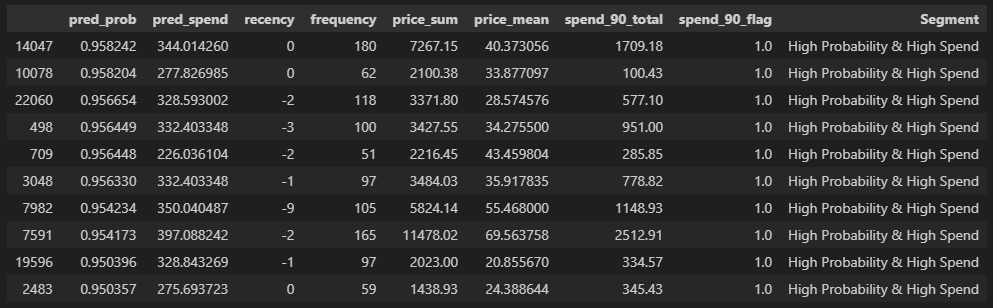 pred_prob pred_spend recency frequency price_sum price_mean spend_90_total spend_90_flag Segment
14047 0.958242 344.014260 0 180 7267.15 40.373056 1709.18 1.0 High Probability & High Spend
10078 0.958204 277.826985 0 62 2100.38 33.877097 100.43 1.0 High Probability & High Spend
22060 0.956654 328.593002 -2 118 3371.80 28.574576 577.10 1.0 High Probability & High Spend
498 0.956449 332.403348 -3 100 3427.55 34.275500 951.00 1.0 High Probability & High Spend
709 0.956448 226.036104 -2 51 2216.45 43.459804 285.85 1.0 High Probability & High Spend
3048 0.956330 332.403348 -1 97 3484.03 35.917835 778.82 1.0 High Probability & High Spend
7982 0.954234 350.040487 -9 105 5824.14 55.468000 1148.93 1.0 High Probability & High Spend
7591 0.954173 397.088242 -2 165 11478.02 69.563758 2512.91 1.0 High Probability & High Spend
19596 0.950396 328.843269 -1 97 2023.00 20.855670 334.57 1.0 High Probability & High Spend
2483 0.950357 275.693723 0 59 1438.93 24.388644 345.43 1.0 High Probability & High Spend